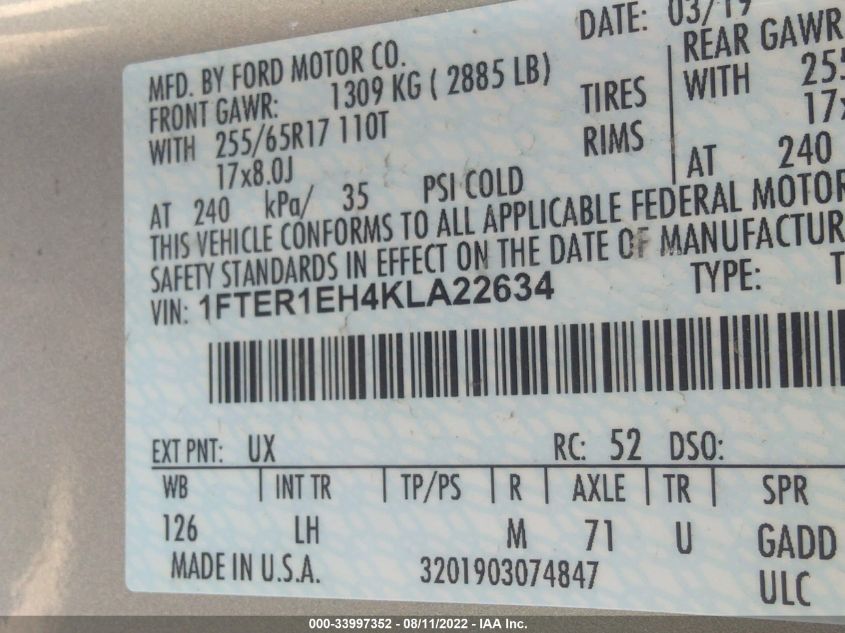 DATE: 03/19
MFD. BY FORD MOTOR CO.
FRONT GAWR: 1309 KG ( 2885 LB) REAR GAWR
WITH 255/65R17 110T TIRES WITH 255
17x8.0J RIMS 17x
AT 240 kPa/ 35 PSI COLD AT 240
THIS VEHICLE CONFORMS TO ALL APPLICABLE FEDERAL MOTOR
SAFETY STANDARDS IN EFFECT ON THE DATE OF MANUFACTUR
VIN: 1FTER1EH4KLA22634 TYPE: T
EXT PNT: UX RC: 52 DSO:
WB INT TR TP/PS R AXLE TR SPR
126 LH M 71 U GADD
MADE IN U.S.A. 3201903074847 ULC
000-33997352 - 08/11/2022 - IAA Inc.